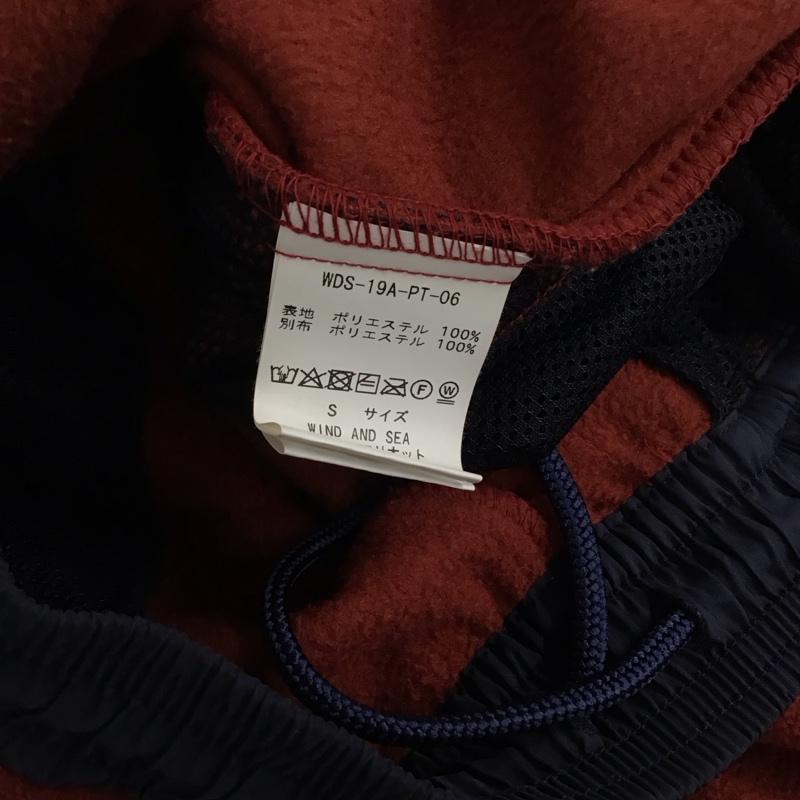 WDS-19A-PT-06
表地 ポリエステル 100%
別布 ポリエステル 100%
F W
S サイズ
WIND AND SEA